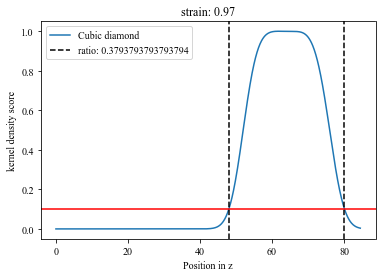 strain: 0.97
Cubic diamond
ratio: 0.3793793793793794
kernel density score
1.0
0.8
0.6
0.4
0.2
0.0
0 20 40 60 80
Position in z